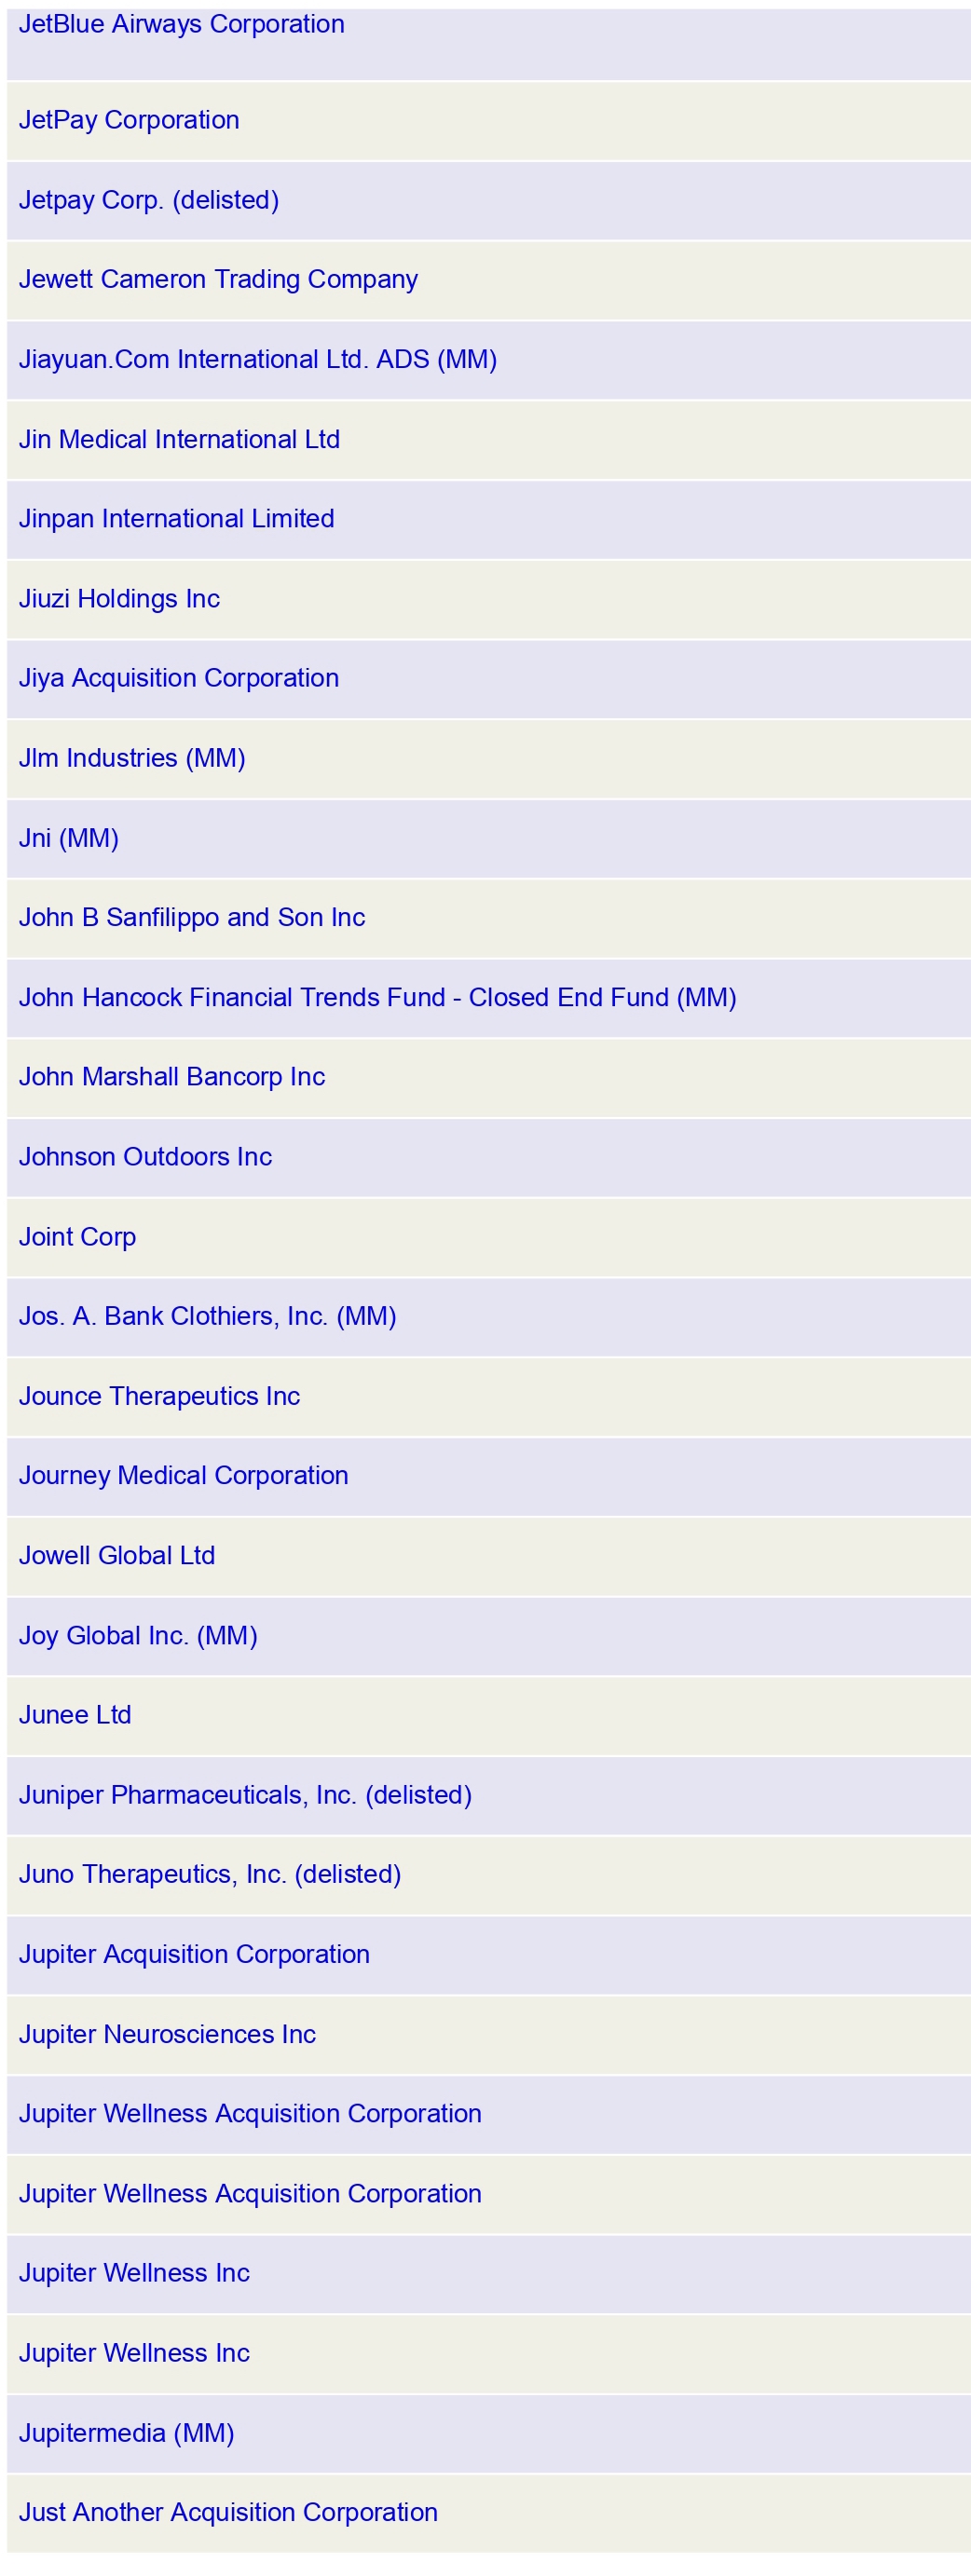 JetBlue Airways Corporation
JetPay Corporation
Jetpay Corp. (delisted)
Jewett Cameron Trading Company
Jiayuan.Com International Ltd. ADS (MM)
Jin Medical International Ltd
Jinpan International Limited
Jiuzi Holdings Inc
Jiya Acquisition Corporation
Jlm Industries (MM)
Jni (MM)
John B Sanfilippo and Son Inc
John Hancock Financial Trends Fund - Closed End Fund (MM)
John Marshall Bancorp Inc
Johnson Outdoors Inc
Joint Corp
Jos. A. Bank Clothiers, Inc. (MM)
Jounce Therapeutics Inc
Journey Medical Corporation
Jowell Global Ltd
Joy Global Inc. (MM)
Junee Ltd
Juniper Pharmaceuticals, Inc. (delisted)
Juno Therapeutics, Inc. (delisted)
Jupiter Acquisition Corporation
Jupiter Neurosciences Inc
Jupiter Wellness Acquisition Corporation
Jupiter Wellness Acquisition Corporation
Jupiter Wellness Inc
Jupiter Wellness Inc
Jupitermedia (MM)
Just Another Acquisition Corporation